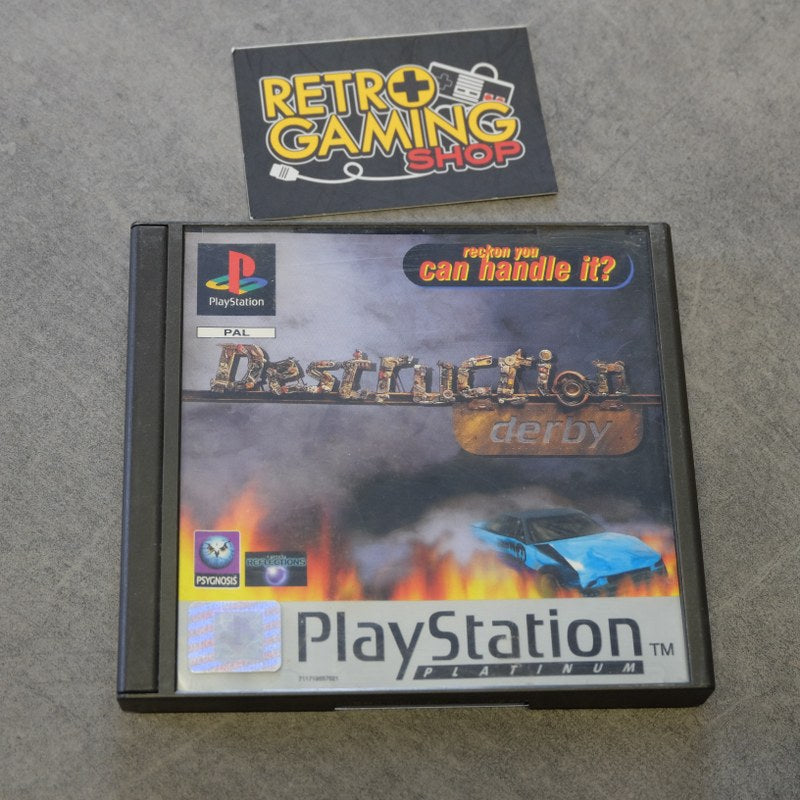 RETRO
GAMING
SHOP
PlayStation
reckon you
can handle it?
PAL
Destruction
derby
PSYGNOSIS
REFLECTIONS
PlayStation TM
PLATINUM